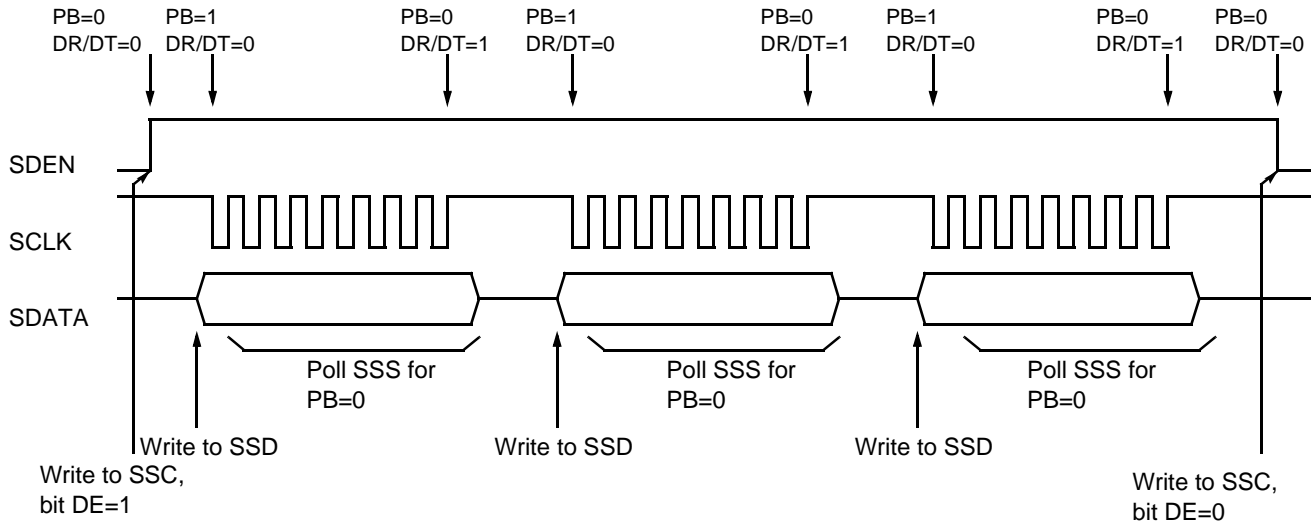 PB=0
DR/DT=0
PB=1
DR/DT=0
PB=0
DR/DT=1
PB=1
DR/DT=0
PB=0
DR/DT=1
PB=1
DR/DT=0
PB=0
DR/DT=1
PB=0
DR/DT=0
SDEN
SCLK
SDATA
Poll SSS for
PB=0
Poll SSS for
PB=0
Poll SSS for
PB=0
Write to SSD
Write to SSD
Write to SSD
Write to SSC,
bit DE=1
Write to SSC,
bit DE=0